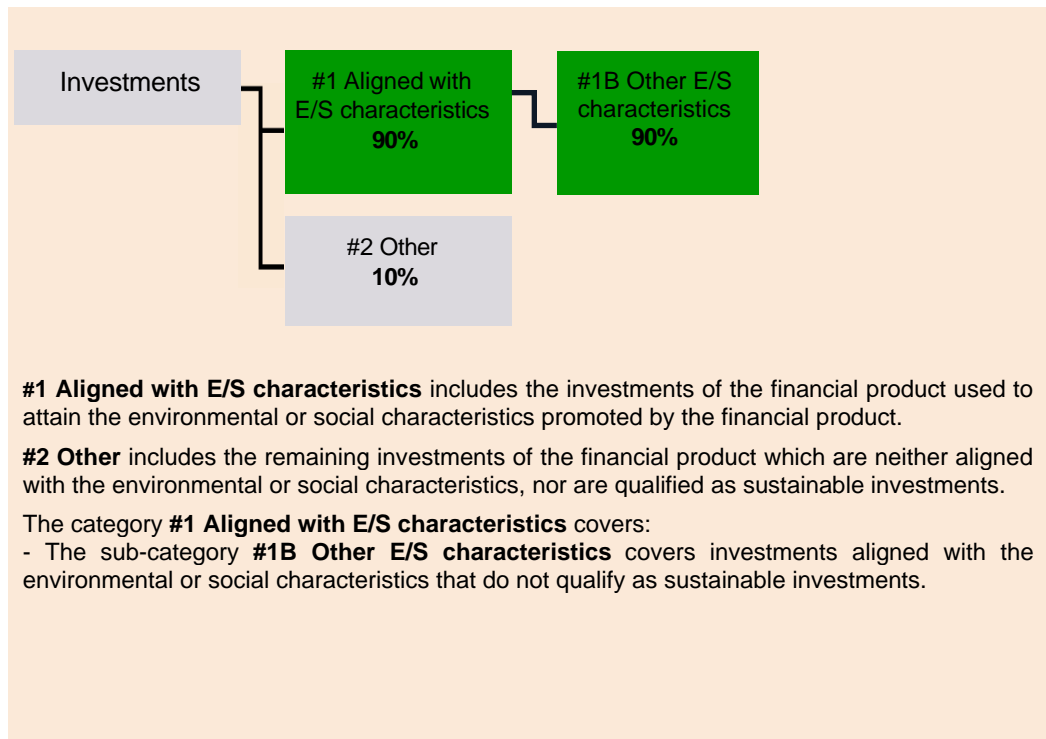 Investments
#1 Aligned with
E/S characteristics
90%
#1B Other E/S
characteristics
90%
#2 Other
10%
#1 Aligned with E/S characteristics includes the investments of the financial product used to
attain the environmental or social characteristics promoted by the financial product.
#2 Other includes the remaining investments of the financial product which are neither aligned
with the environmental or social characteristics, nor are qualified as sustainable investments.
The category #1 Aligned with E/S characteristics covers:
- The sub-category #1B Other E/S characteristics covers investments aligned with the
environmental or social characteristics that do not qualify as sustainable investments.